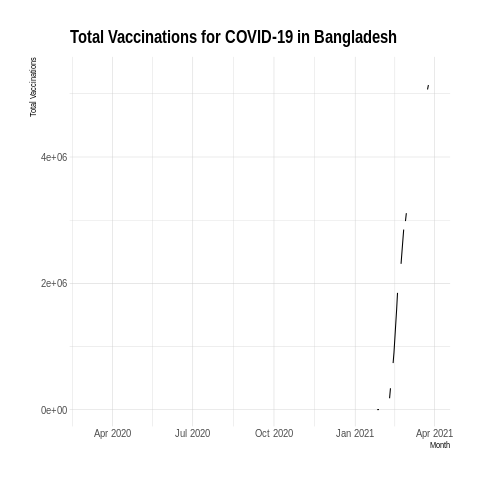 Total Vaccinations for COVID-19 in Bangladesh
Total Vaccinations
4e+06
2e+06
0e+00
Apr 2020 Jul 2020 Oct 2020 Jan 2021 Apr 2021
Month